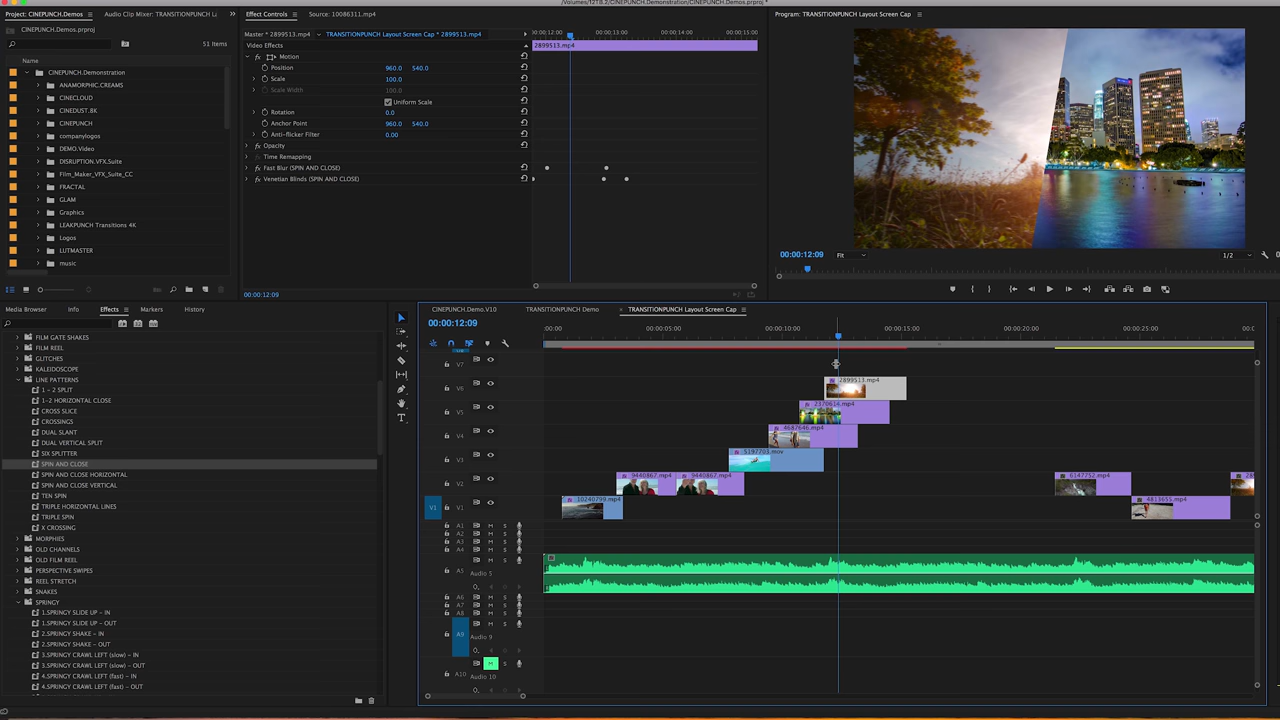 /Volumes/12TB.2/CINEPUNCH.Demonstration/CINEPUNCH.Demos.prproj *
Project: CINEPUNCH.Demos
Audio Clip Mixer: TRANSITIONPUNCH Li
CINEPUNCH.Demos.prproj
51 Items
Name
CINEPUNCH.Demonstration
ANAMORPHIC.CREAMS
CINECLOUD
CINEDUST.BK
CINEPUNCH
companylogos
DEMO.Video
DISRUPTION.VFX.Suite
Film_Maker_VFX_Suite_CC
FRACTAL
GLAM
Graphics
LEAKPUNCH Transitions 4K
Logos
LUTMASTER
music
Effect Controls
Source: 10086311.mp4
Master * 2899513.mp4
TRANSITIONPUNCH Layout Screen Cap * 2899513.mp4
Video Effects
Motion
Position 960.0 540.0
Scale 100.0
Scale Width 100.0
Uniform Scale
Rotation 0.0
Anchor Point 960.0 540.0
Anti-flicker Filter 0.00
Opacity
Time Remapping
Fast Blur (SPIN AND CLOSE)
Venetian Blinds (SPIN AND CLOSE)
00:00:12:09
00:12:00 00:00:13:00 00:00:14:00 00:00:15:00
2899513.mp4
Program: TRANSITIONPUNCH Layout Screen Cap
00:00:12:09
Fit
1/2
Media Browser
Info
Effects
Markers
History
FILM GATE SHAKES
FILM REEL
GLITCHES
KALEIDOSCOPE
LINE PATTERNS
1 - 2 SPLIT
1-2 HORIZONTAL CLOSE
CROSS SLICE
CROSSINGS
DUAL SLANT
DUAL VERTICAL SPLIT
SIX SPLITTER
SPIN AND CLOSE
SPIN AND CLOSE HORIZONTAL
SPIN AND CLOSE VERTICAL
TEN SPIN
TRIPLE HORIZONTAL LINES
TRIPLE SPIN
X CROSSING
MORPHIES
OLD CHANNELS
OLD FILM REEL
PERSPECTIVE SWIPES
REEL STRETCH
SNAKES
SPRINGY
1.SPRINGY SLIDE UP - IN
1.SPRINGY SLIDE UP - OUT
2.SPRINGY SHAKE - IN
2.SPRINGY SHAKE - OUT
3.SPRINGY CRAWL LEFT (slow) - IN
3.SPRINGY CRAWL LEFT (slow) - OUT
4.SPRINGY CRAWL LEFT (fast) - IN
4.SPRINGY CRAWL LEFT (fast) - OUT
CINEPUNCH.Demo.V10
TRANSITIONPUNCH Demo
TRANSITIONPUNCH Layout Screen Cap
00:00:12:09
:00:00 00:00:05:00 00:00:10:00 00:00:15:00 00:00:20:00 00:00:25:00
V7
V6
2899513.mp4
V5
2370614.mp4
V4
4687646.mp4
V3
5197703.mov
V2
9440867.mp4
9440867.mp4
6147752.mp4
V1
V1
10240799.mp4
4813655.mp4
A1 M S
A2 M S
A3 M S
A4 M S
A5 M S
Audio 5
A6 M S
A7 M S
A8 M S
A9 M S
Audio 9
A10 M S
Audio 10